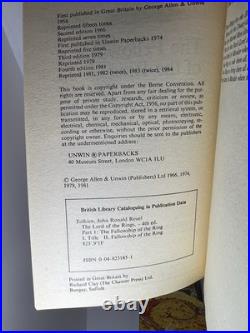 First published in Great Britain by George Allen & Unwin
1954
Reprinted fifteen times
Second edition 1966
Reprinted seven times
First published in Unwin Paperbacks 1974
Reprinted times
Third edition 1979
Reprinted 1979
Fourth edition 1981
Reprinted 1981, 1982 (twice), 1983 (twice), 1984
This book is copyright under the Berne Convention. All
rights reserved. Apart from any fair dealing for the purpose
of private study, research, criticism or review, as
permitted under the Copyright Act, 1956, no part of this
publication may be reproduced, stored in a retrieval
system, or transmitted, in any form or by any means, electronic,
electrical, chemical, mechanical, optical, photocopying,
recording or otherwise, without the prior permission of
the copyright owner. Enquiries should be addressed to the
publishers at the undermentioned address.
UNWIN ® PAPERBACKS
40 Museum Street, London WC1A 1LU
© George Allen & Unwin (Publishers) Ltd 1966, 1974,
1979, 1981
British Library Cataloguing in Publication Data
Tolkien, John Ronald Reuel
The Lord of the Rings. – 4th ed.
Part 1: The Fellowship of the Ring
I. Title II. The Fellowship of the Ring
823'.9'1F
ISBN 0-04-823185-1
Printed in Great Britain by
Richard Clay (The Chaucer Press) Ltd,
Bungay, Suffolk